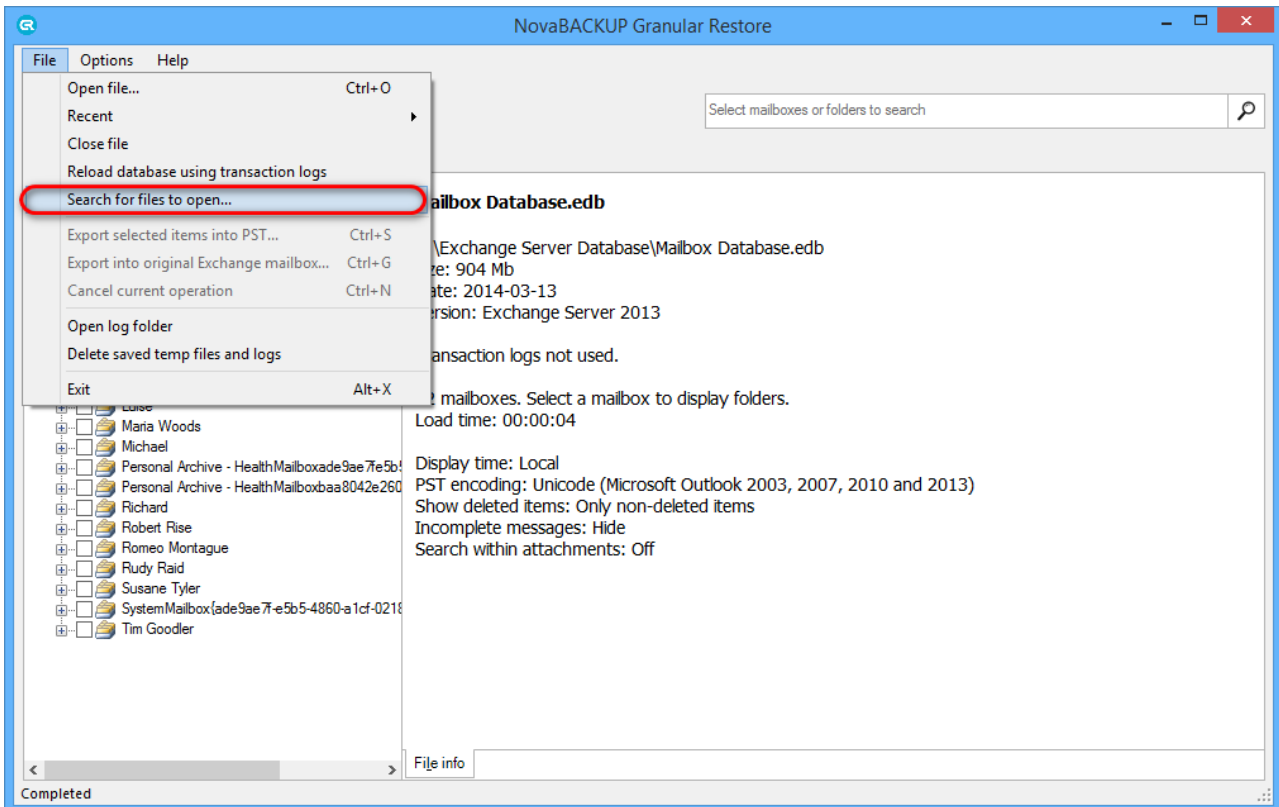 NovaBACKUP Granular Restore
File Options Help
Open file... Ctrl+O
Recent
Close file
Reload database using transaction logs
Search for files to open...
Export selected items into PST... Ctrl+S
Export into original Exchange mailbox... Ctrl+G
Cancel current operation Ctrl+N
Open log folder
Delete saved temp files and logs
Exit Alt+X
Select mailboxes or folders to search
Luise
Maria Woods
Michael
Personal Archive - HealthMailboxade9ae7fe5b5
Personal Archive - HealthMailboxbaa8042e260
Richard
Robert Rise
Romeo Montague
Rudy Raid
Susane Tyler
SystemMailbox{ade9ae7f-e5b5-4860-a1cf-0218
Tim Goodler
ailbox Database.edb
\Exchange Server Database\Mailbox Database.edb
ze: 904 Mb
ate: 2014-03-13
ersion: Exchange Server 2013
ansaction logs not used.
2 mailboxes. Select a mailbox to display folders.
Load time: 00:00:04
Display time: Local
PST encoding: Unicode (Microsoft Outlook 2003, 2007, 2010 and 2013)
Show deleted items: Only non-deleted items
Incomplete messages: Hide
Search within attachments: Off
File info
Completed